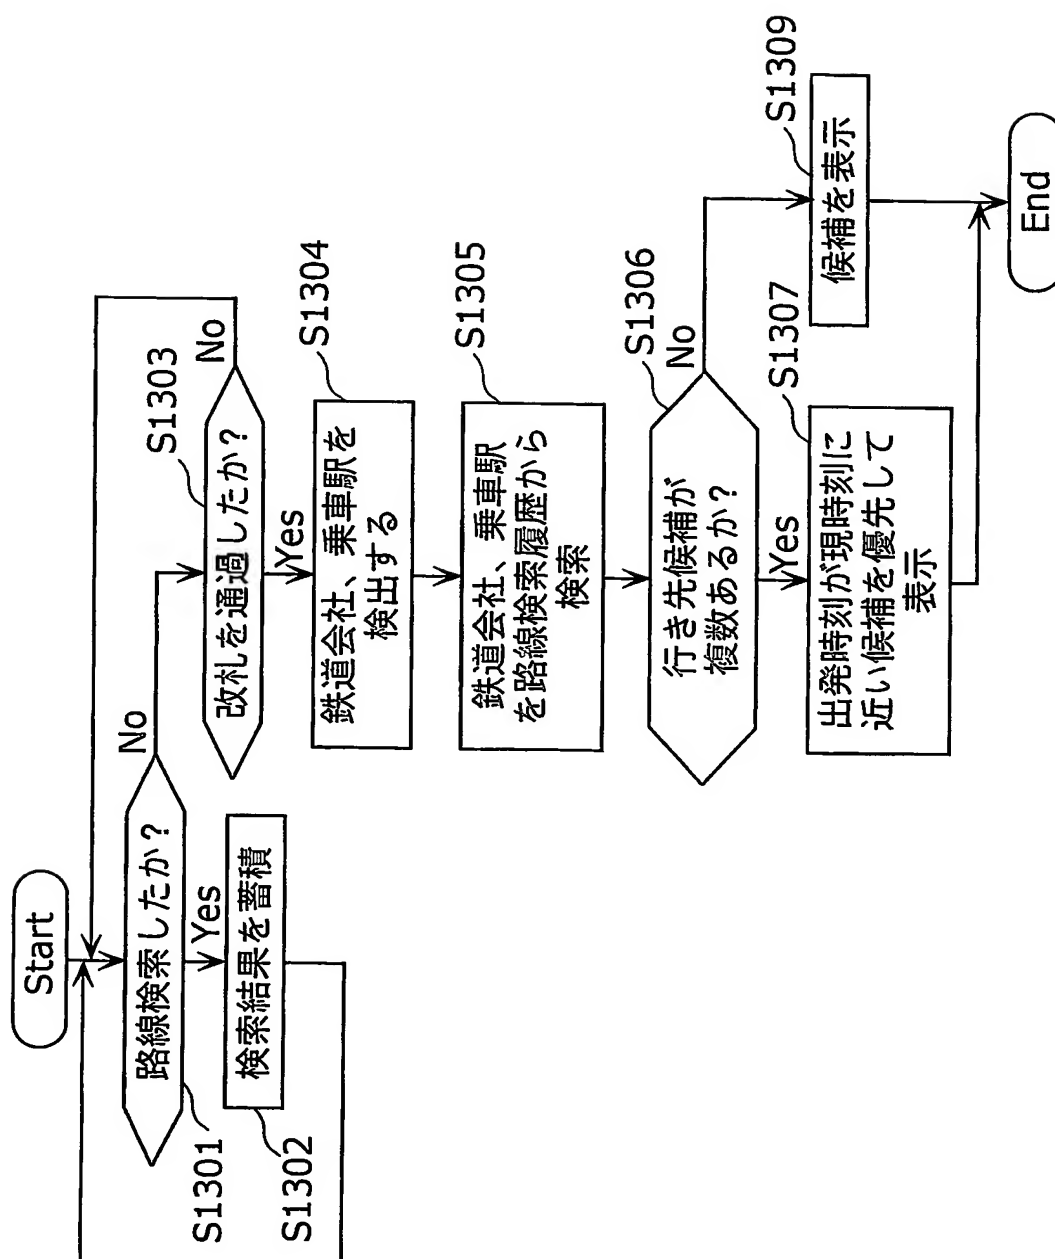 Start
路線検索したか?
S1301
No
Yes
検索結果を蓄積
S1302
改札を通過したか?
S1303
No
Yes
鉄道会社、乗車駅を
検出する
S1304
鉄道会社、乗車駅
を路線検索履歴から
検索
S1305
行き先候補が
複数あるか?
S1306
No
Yes
出発時刻が現時刻に
近い候補を優先して
表示
S1307
候補を表示
S1309
End